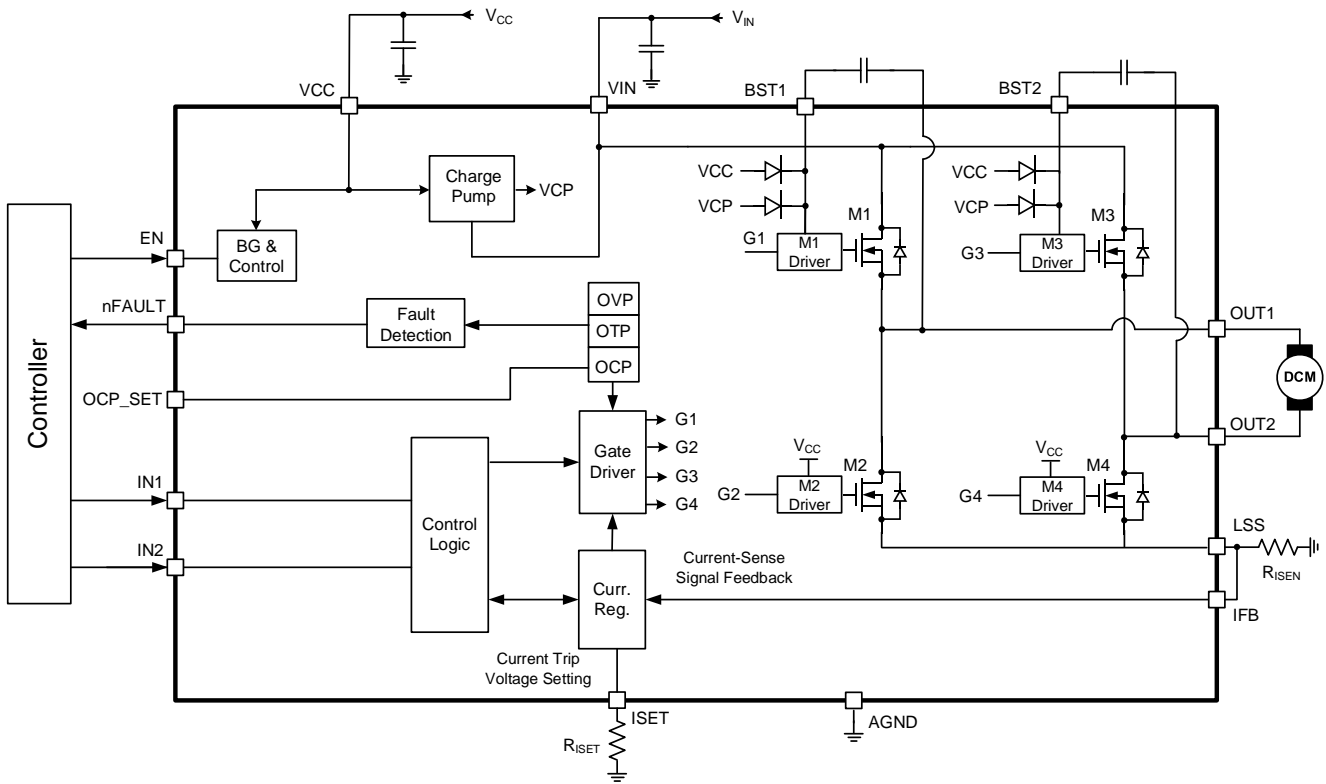 VCC
VIN
VCC
VIN
BST1
BST2
Charge
Pump
VCP
VCC
VCP
VCC
VCP
M1
M3
EN
BG &
Control
G1
M1
Driver
G3
M3
Driver
nFAULT
Fault
Detection
OVP
OTP
OCP
OUT1
DCM
OUT2
Controller
OCP_SET
Gate
Driver
G1
G2
G3
G4
VCC
M2
G2
M2
Driver
VCC
M4
G4
M4
Driver
IN1
IN2
Control
Logic
Curr.
Reg.
Current-Sense
Signal Feedback
LSS
RISEN
IFB
Current Trip
Voltage Setting
ISET
RISET
AGND